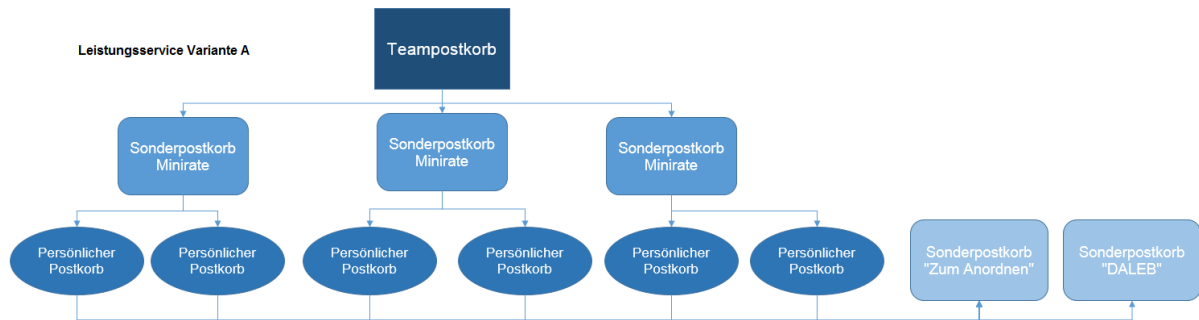 Leistungsservice Variante A
Teampostkorb
Sonderpostkorb
Minirate
Sonderpostkorb
Minirate
Sonderpostkorb
Minirate
Persönlicher
Postkorb
Persönlicher
Postkorb
Persönlicher
Postkorb
Persönlicher
Postkorb
Persönlicher
Postkorb
Persönlicher
Postkorb
Sonderpostkorb
"Zum Anordnen"
Sonderpostkorb
"DALEB"